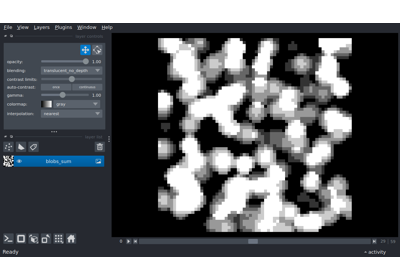 File View Layers Plugins Window Help
opacity: 1.00
blending: translucent_no_depth
contrast limits:
auto-contrast: once continuous
gamma: 1.00
colormap: gray
interpolation: nearest
blobs_sum
Ready
activity